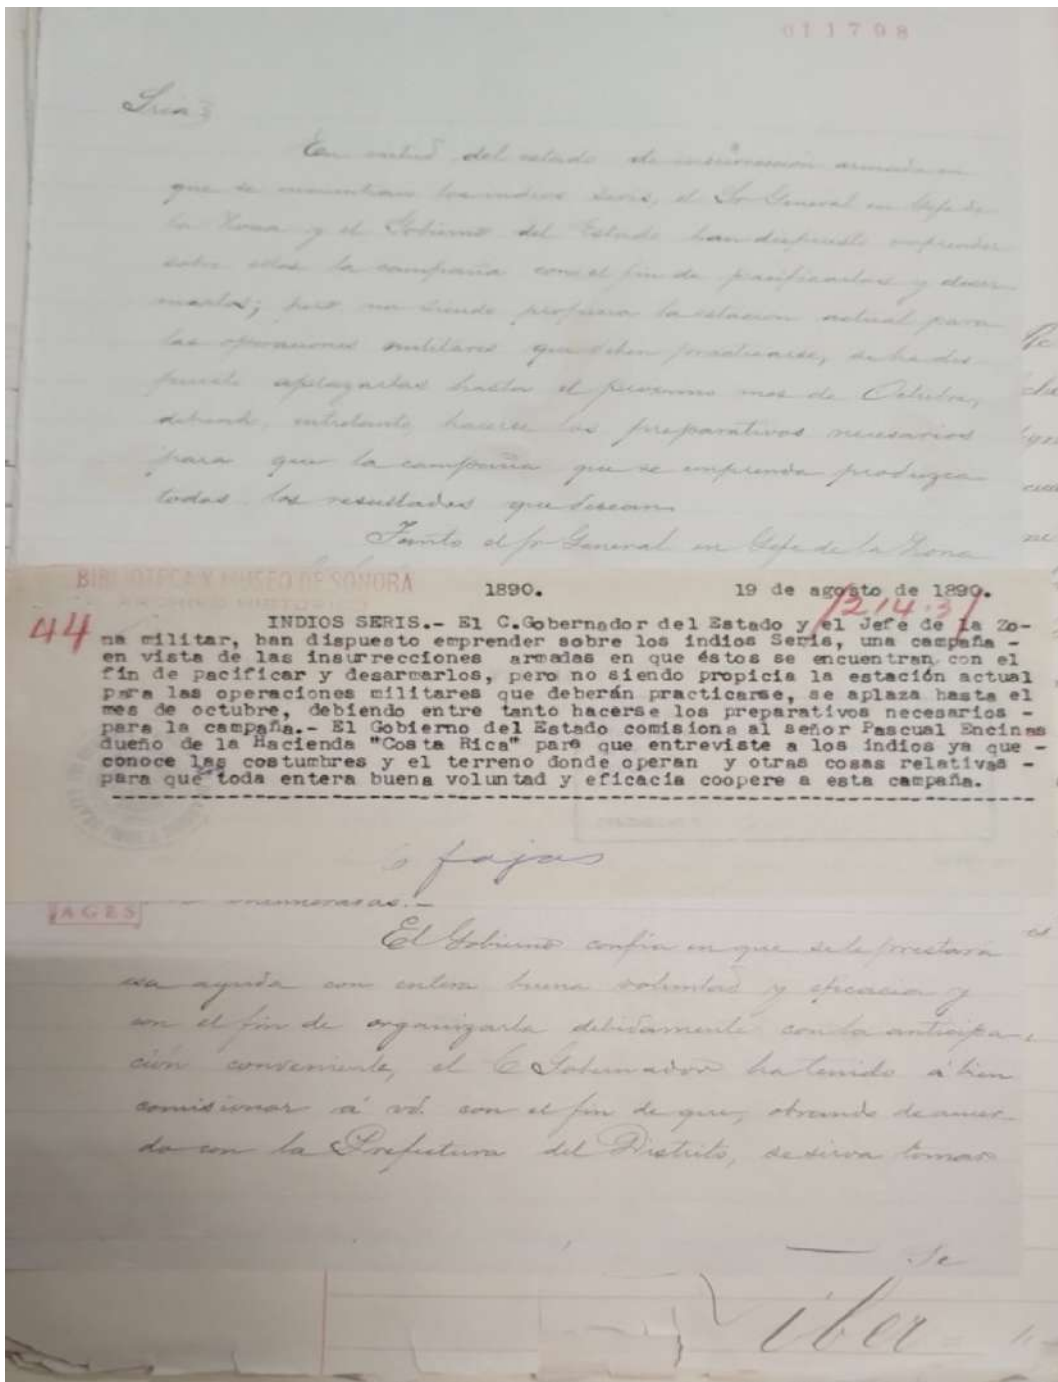 011798
Sria
En virtud del estado de insurrección armada en
que se encuentran los indios seris, el Sr General en Gefe de
la Zona y el Gobierno del Estado han dispuesto emprender
sobre ellos la campaña con el fin de pacificarlos y desar
marlos; pero no siendo propicia la estacion actual para
las operaciones militares que deben practicarse, se ha dis
puesto aplazarlas hasta el proximo mes de Octubre,
debiendo, entretanto, hacerse los preparativos necesarios
para que la campaña que se emprenda produzca
todos los resultados que desean.
Tanto el Sr General en Gefe de la Zona
BIBLIOTECA Y MUSEO DE SONORA
ARCHIVO HISTORICO
1890. 19 de agosto de 1890.
44
INDIOS SERIS.- El C.Gobernador del Estado y el Jefe de la Zo-
na militar, han dispuesto emprender sobre los indios Seris, una campaña -
en vista de las insurrecciones armadas en que éstos se encuentran con el
fin de pacificar y desarmarlos, pero no siendo propicia la estación actual
para las operaciones militares que deberán practicarse, se aplaza hasta el
mes de octubre, debiendo entre tanto hacerse los preparativos necesarios -
para la campaña.- El Gobierno del Estado comisiona al señor Pascual Encinas
dueño de la Hacienda "Costa Rica" para que entreviste a los indios ya que -
conoce las costumbres y el terreno donde operan y otras cosas relativas -
para que toda entera buena voluntad y eficacia coopere a esta campaña.
fajas
AGES
El Gobierno confia en que se le prestará
esa ayuda con entera buena voluntad y eficacia y
con el fin de organizarla debidamente con la anticipa
ción conveniente, el C Gobernador ha tenido á bien
comisionar á vd. con el fin de que, obrando de acuer
do con la Prefectura del Distrito, se sirva tomar
Se
Liber